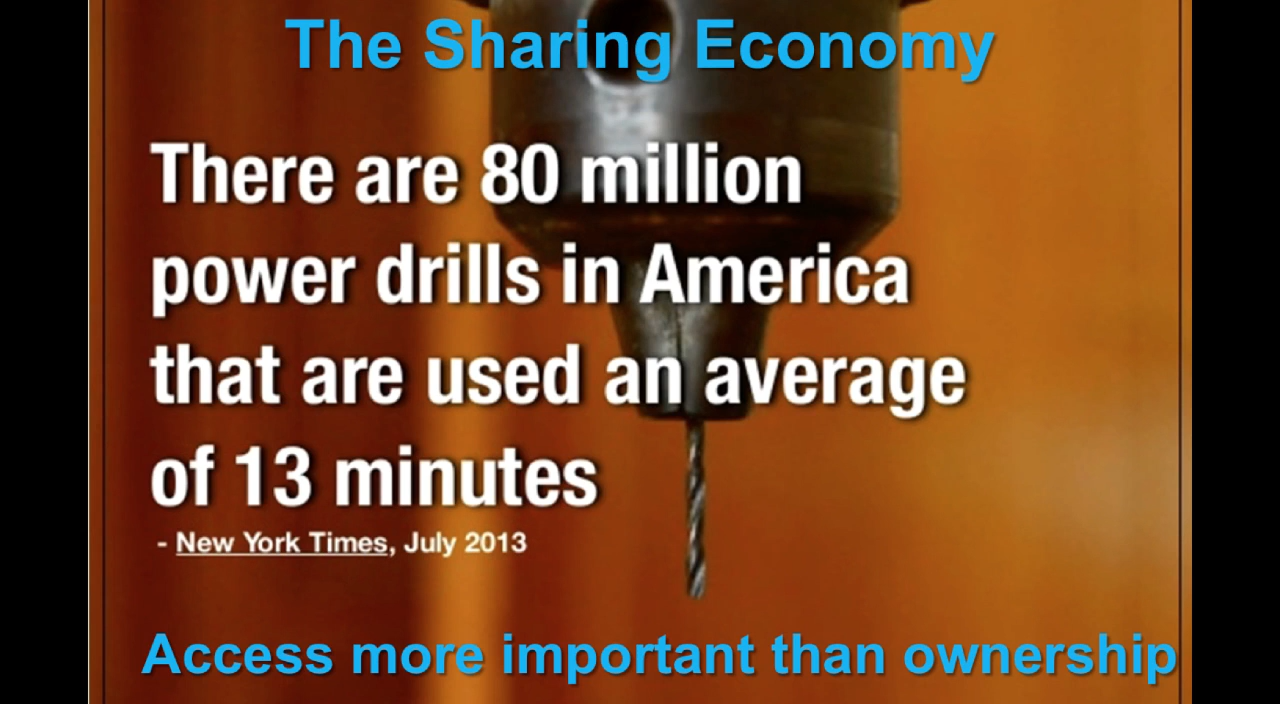 The Sharing Economy
There are 80 million
power drills in America
that are used an average
of 13 minutes
- New York Times, July 2013
Access more important than ownership